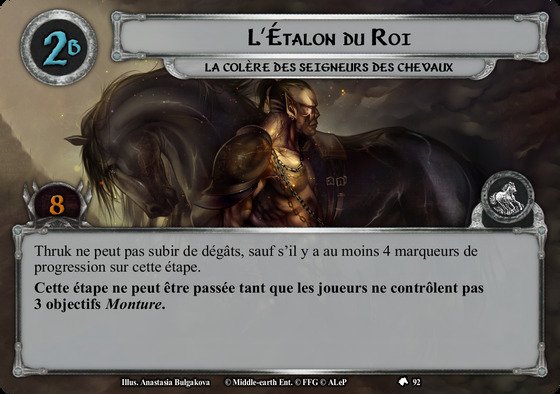 2B
L'Étalon du Roi
La colère des seigneurs des chevaux
8
Thruk ne peut pas subir de dégâts, sauf s'il y a au moins 4 marqueurs de
progression sur cette étape.
Cette étape ne peut être passée tant que les joueurs ne contrôlent pas
3 objectifs Monture.
Illus. Anastasia Bulgakova © Middle-earth Ent. © FFG © ALeP 92